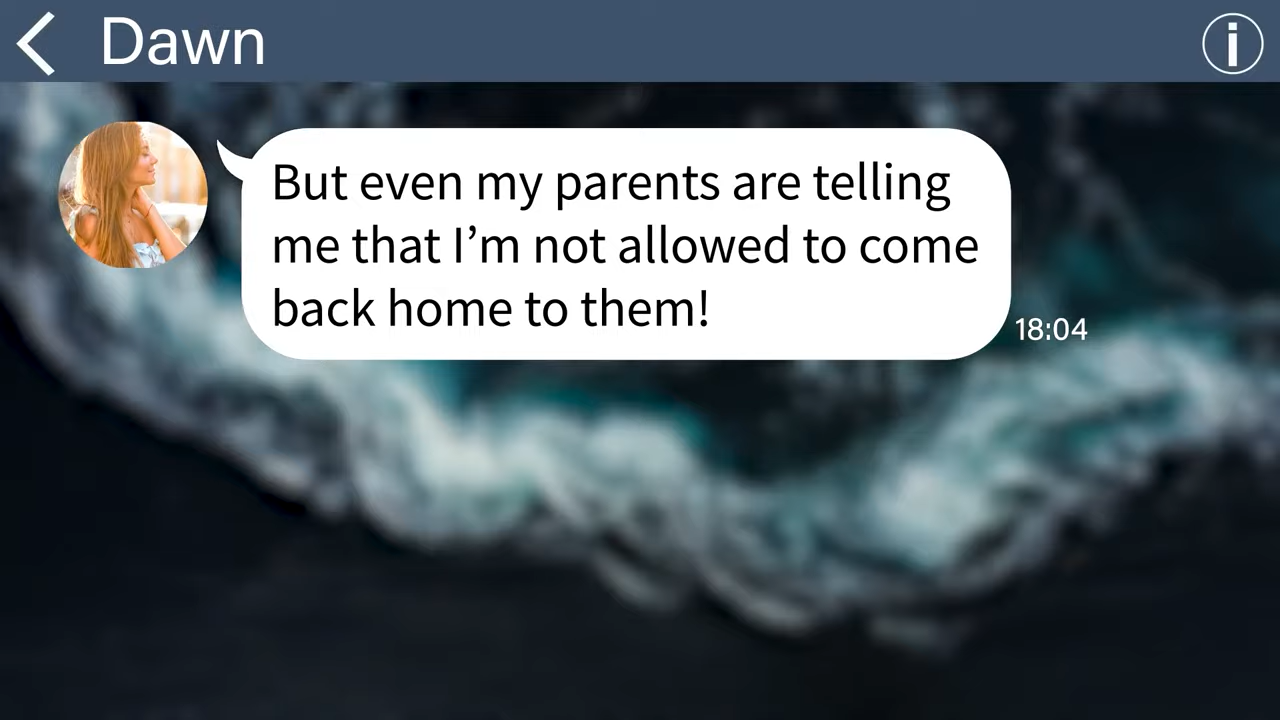 Dawn
But even my parents are telling
me that I’m not allowed to come
back home to them!
18:04